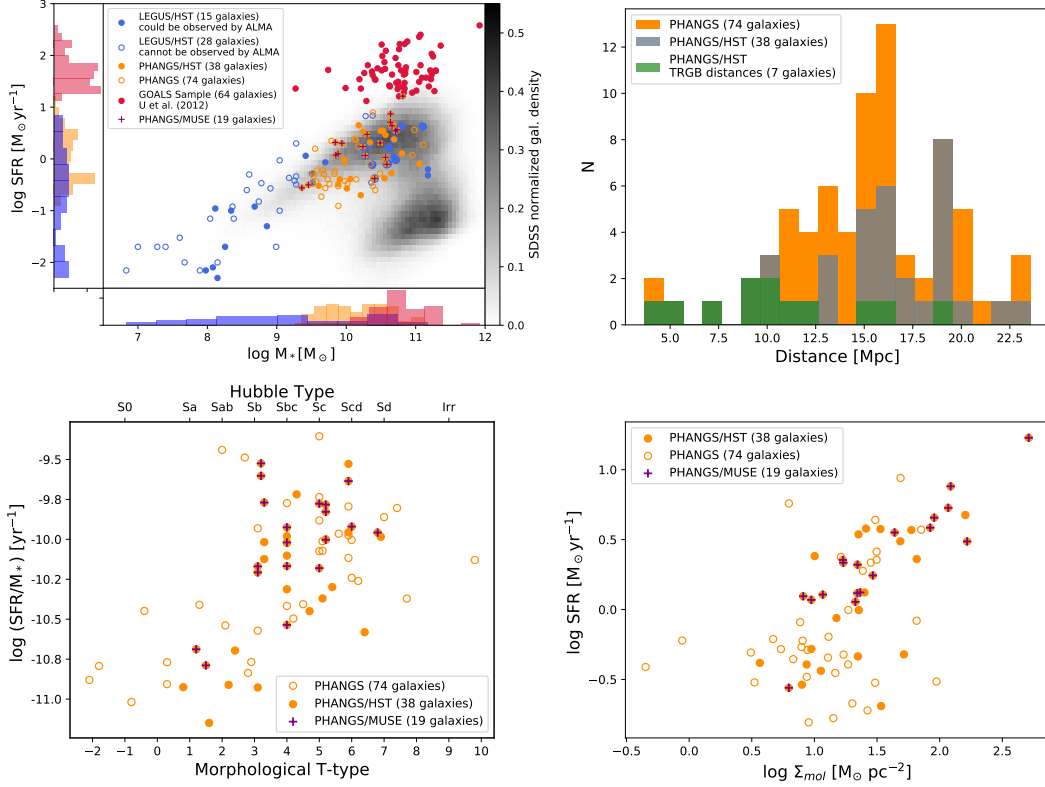 LEGUS/HST (15 galaxies)
could be observed by ALMA
LEGUS/HST (28 galaxies)
cannot be observed by ALMA
PHANGS/HST (38 galaxies)
PHANGS (74 galaxies)
GOALS Sample (64 galaxies)
U et al. (2012)
PHANGS/MUSE (19 galaxies)
log SFR [M⊙ yr⁻¹]
3
2
1
0
−1
−2
7
8
9
10
11
12
log M* [M⊙]
0.5
0.4
0.3
0.2
0.1
0.0
SDSS normalized gal. density
PHANGS (74 galaxies)
PHANGS/HST (38 galaxies)
PHANGS/HST
TRGB distances (7 galaxies)
N
12
10
8
6
4
2
0
2.5
5.0
7.5
10.0
12.5
15.0
17.5
20.0
22.5
Distance [Mpc]
Hubble Type
S0
Sa
Sab
Sb
Sbc
Sc
Scd
Sd
Irr
log (SFR/M*) [yr⁻¹]
-9.5
-9.8
-10.0
-10.2
-10.5
-10.8
-11.0
PHANGS (74 galaxies)
PHANGS/HST (38 galaxies)
PHANGS/MUSE (19 galaxies)
−2
−1
0
1
2
3
4
5
6
7
8
9
10
Morphological T-type
PHANGS/HST (38 galaxies)
PHANGS (74 galaxies)
PHANGS/MUSE (19 galaxies)
log SFR [M⊙ yr⁻¹]
1.0
0.5
0.0
−0.5
−0.5
0.0
0.5
1.0
1.5
2.0
2.5
log Σmol [M⊙ pc⁻²]